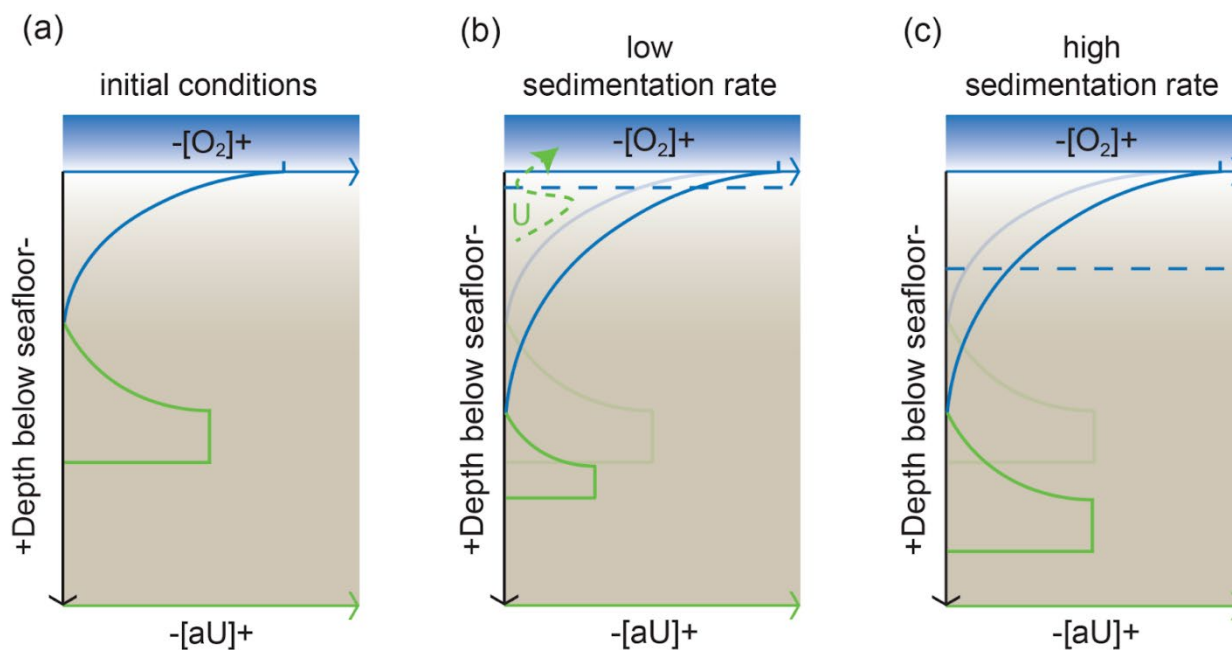 (a)
initial conditions
-[O₂]+
+Depth below seafloor-
-[aU]+
(b)
low
sedimentation rate
-[O₂]+
U
+Depth below seafloor-
-[aU]+
(c)
high
sedimentation rate
-[O₂]+
+Depth below seafloor-
-[aU]+